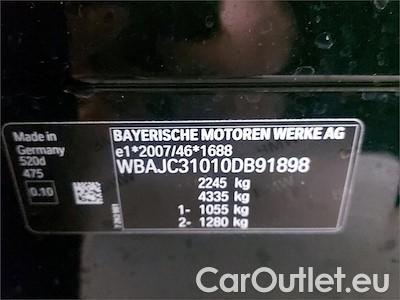 Made in
Germany
520d
475
0.10
BAYERISCHE MOTOREN WERKE AG
e1*2007/46*1688
WBAJC31010DB91898
2245 kg
4335 kg
1- 1055 kg
2- 1280 kg
CarOutlet.eu